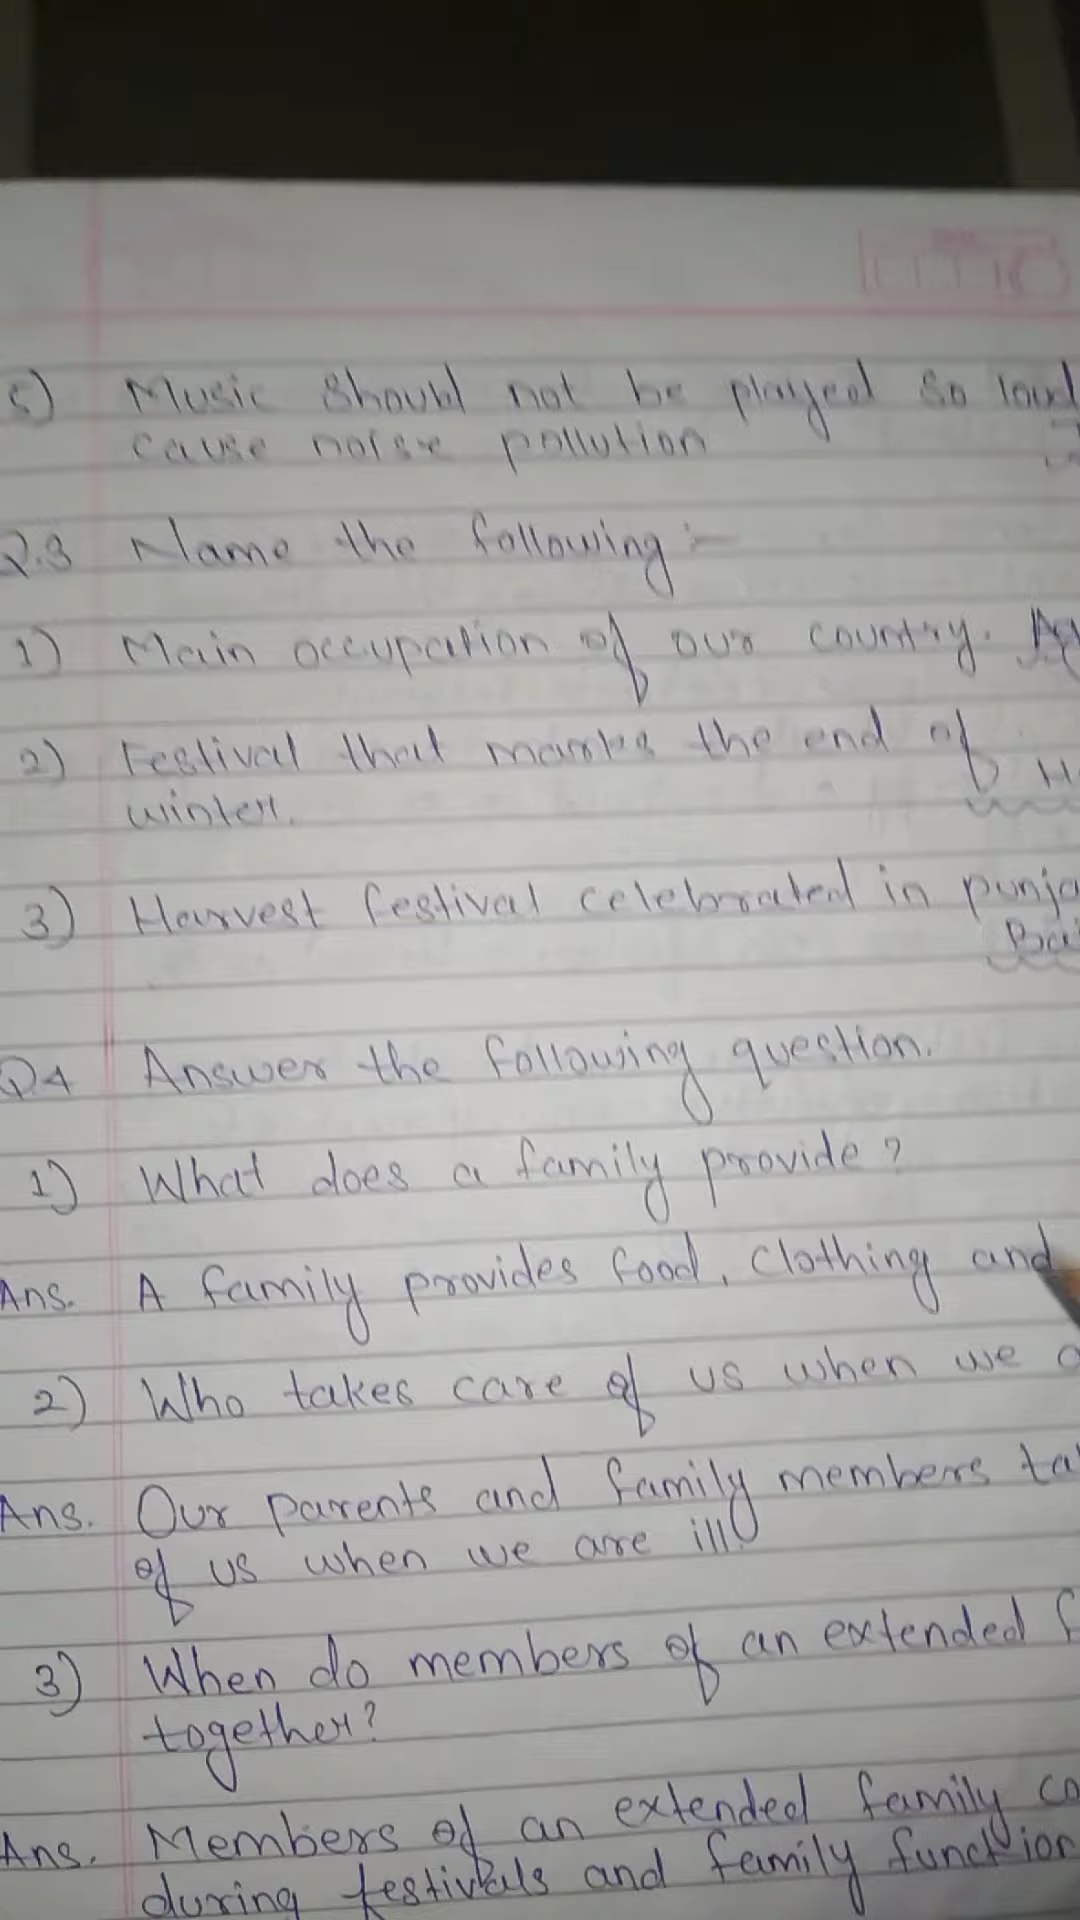 5) Music should not be played so loud
cause noise pollution
Q.3 Name the following :-
1) Main occupation of our country.
2) Festival that marks the end of
winter.
3) Harvest festival celebrated in
Q4 Answer the following question.
1) What does a family provide?
Ans. A family provides food, clothing and
2) Who takes care of us when we
Ans. Our parents and family members
of us when we are ill.
3) When do members of an extended
together?
Ans. Members of an extended family
during festivals and family